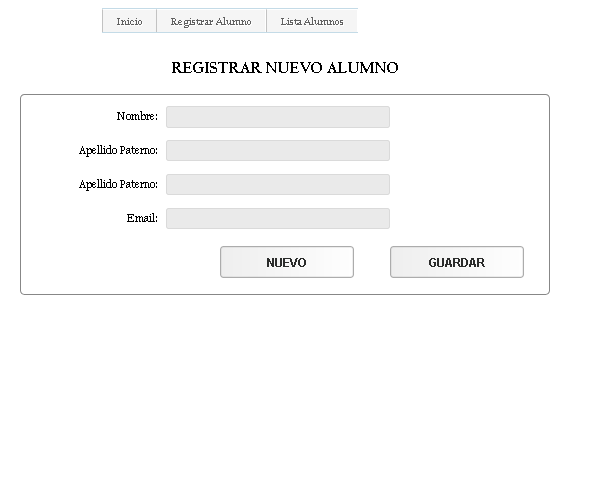 Inicio Registrar Alumno Lista Alumnos
REGISTRAR NUEVO ALUMNO
Nombre:
Apellido Paterno:
Apellido Paterno:
Email:
NUEVO GUARDAR